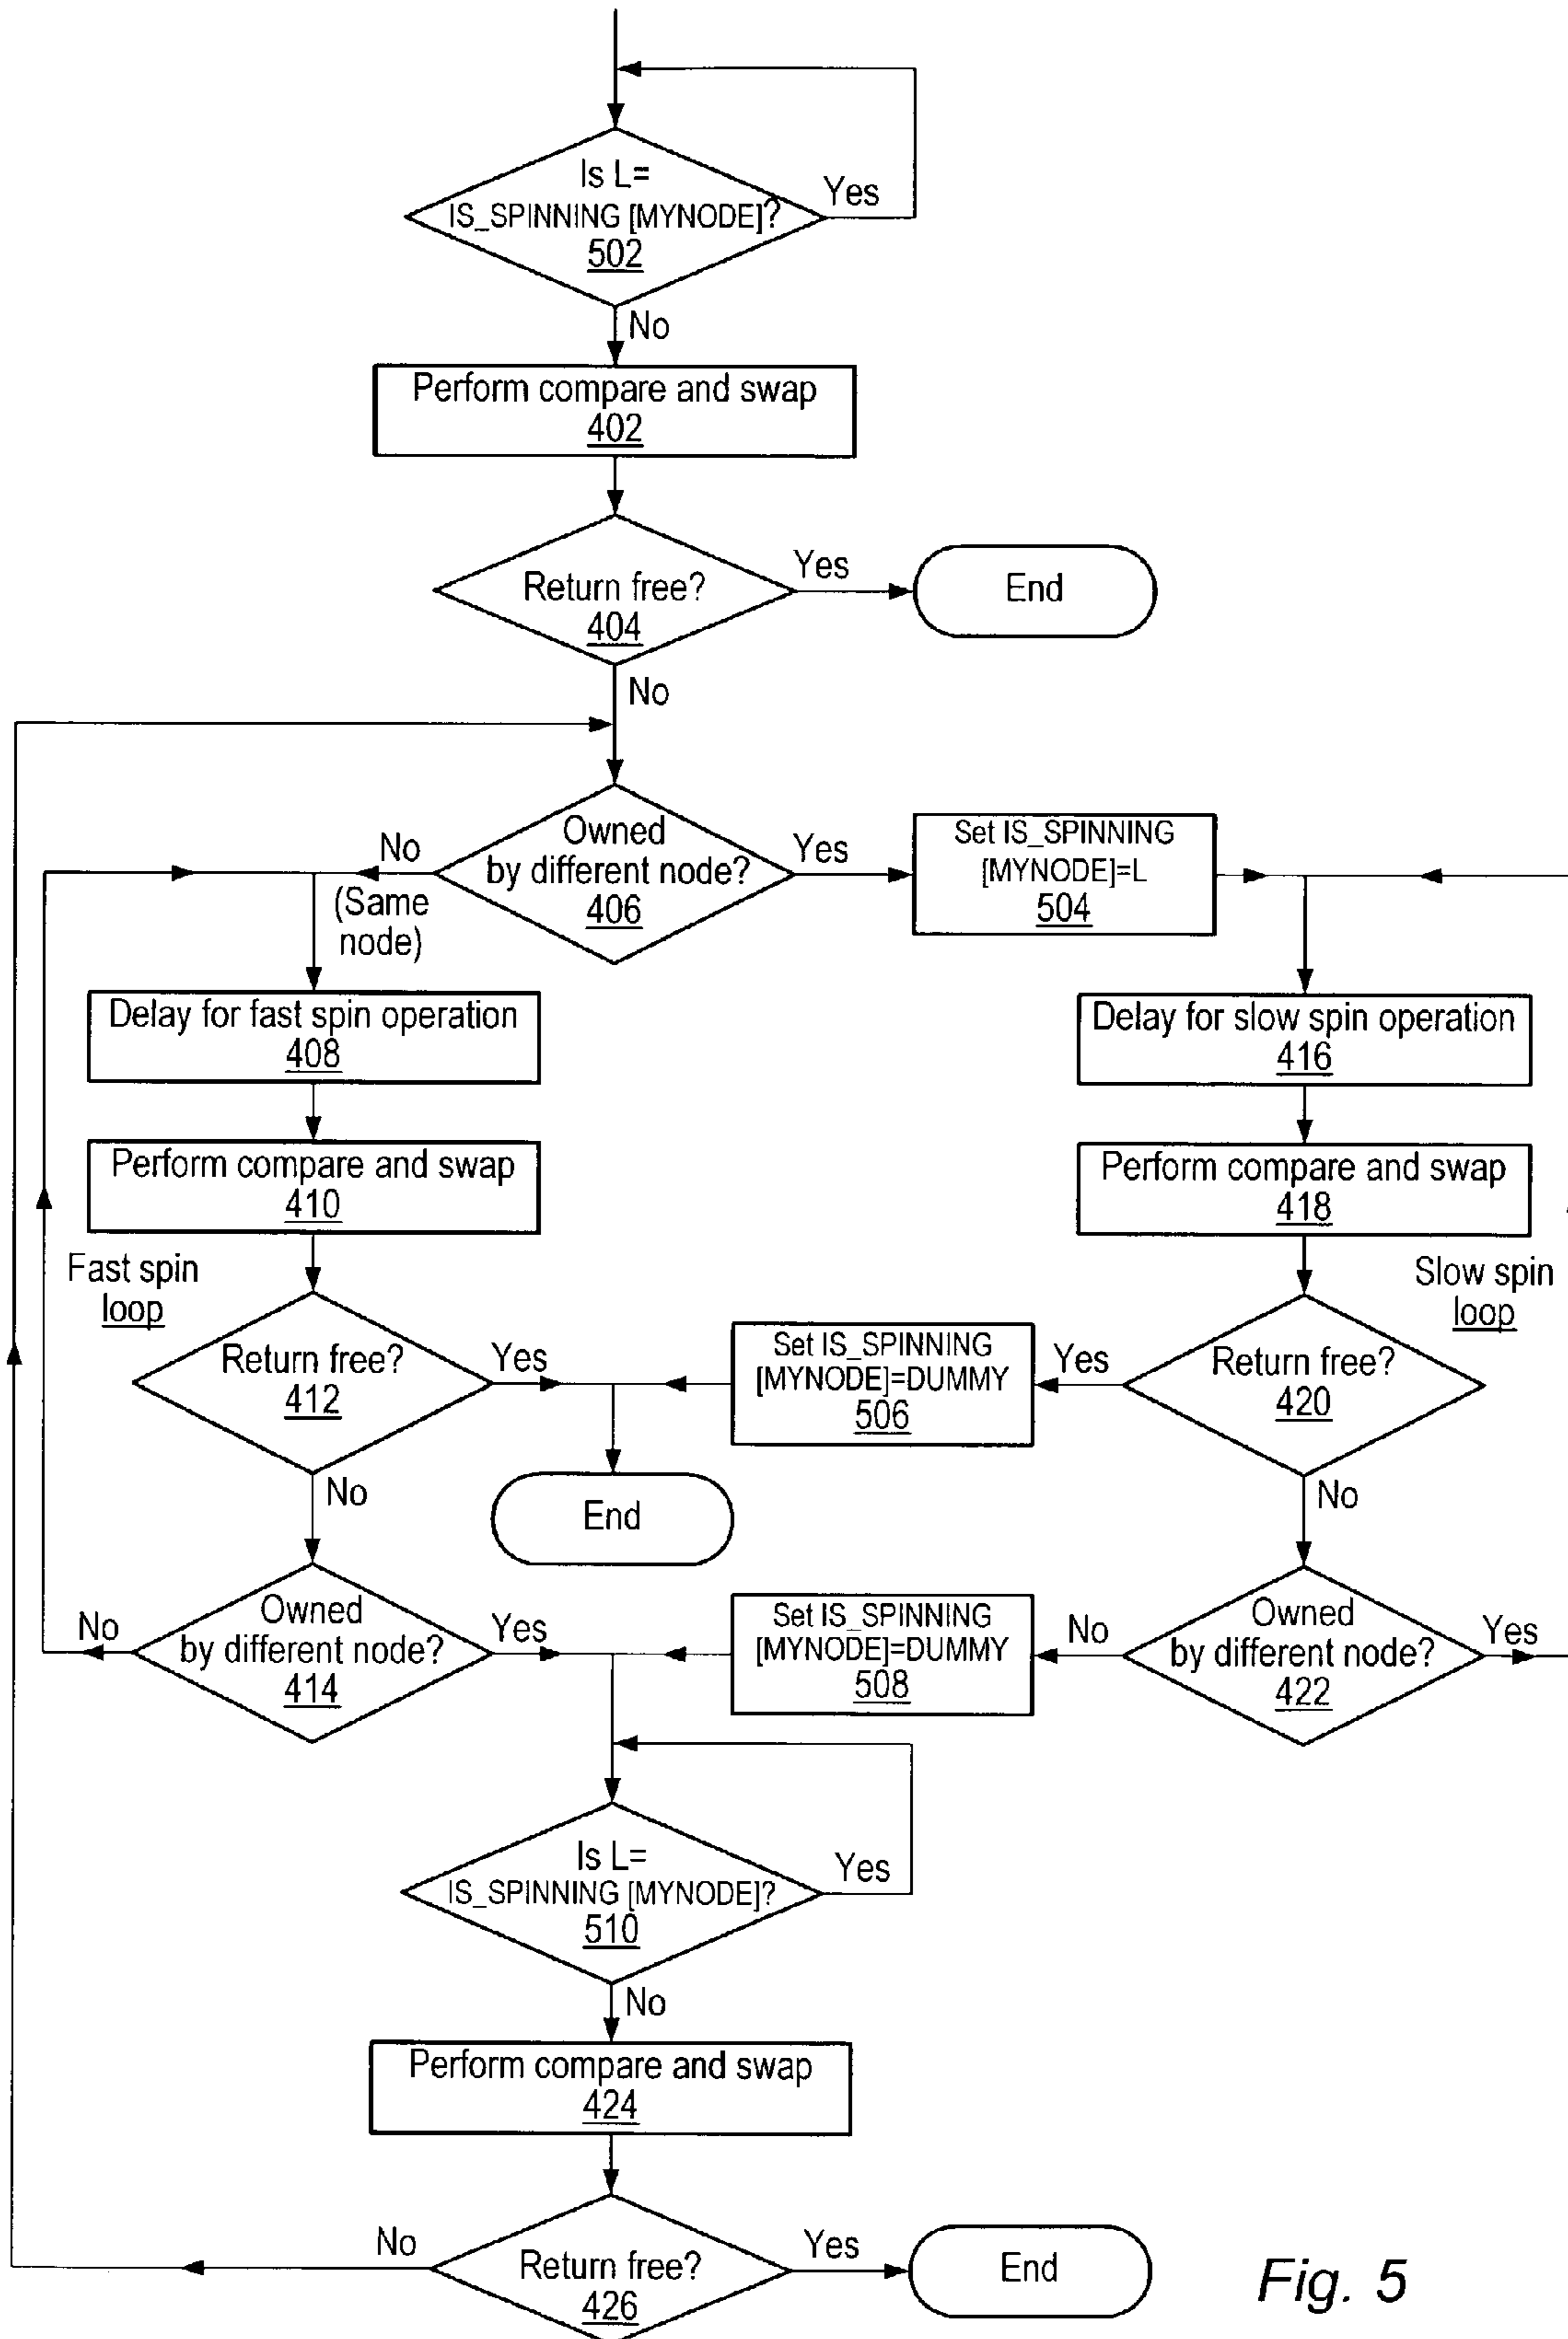 Is L=
IS_SPINNING [MYNODE]?
502
Yes
No
Perform compare and swap
402
Return free?
404
Yes
End
No
Owned
by different node?
406
No
(Same
node)
Yes
Set IS_SPINNING
[MYNODE]=L
504
Delay for fast spin operation
408
Delay for slow spin operation
416
Perform compare and swap
410
Perform compare and swap
418
Fast spin
loop
Slow spin
loop
Return free?
412
Yes
Set IS_SPINNING
[MYNODE]=DUMMY
506
Yes
Return free?
420
No
End
No
Owned
by different node?
414
No
Yes
Set IS_SPINNING
[MYNODE]=DUMMY
508
No
Owned
by different node?
422
Yes
Is L=
IS_SPINNING [MYNODE]?
510
Yes
No
Perform compare and swap
424
Return free?
426
No
Yes
End
Fig. 5